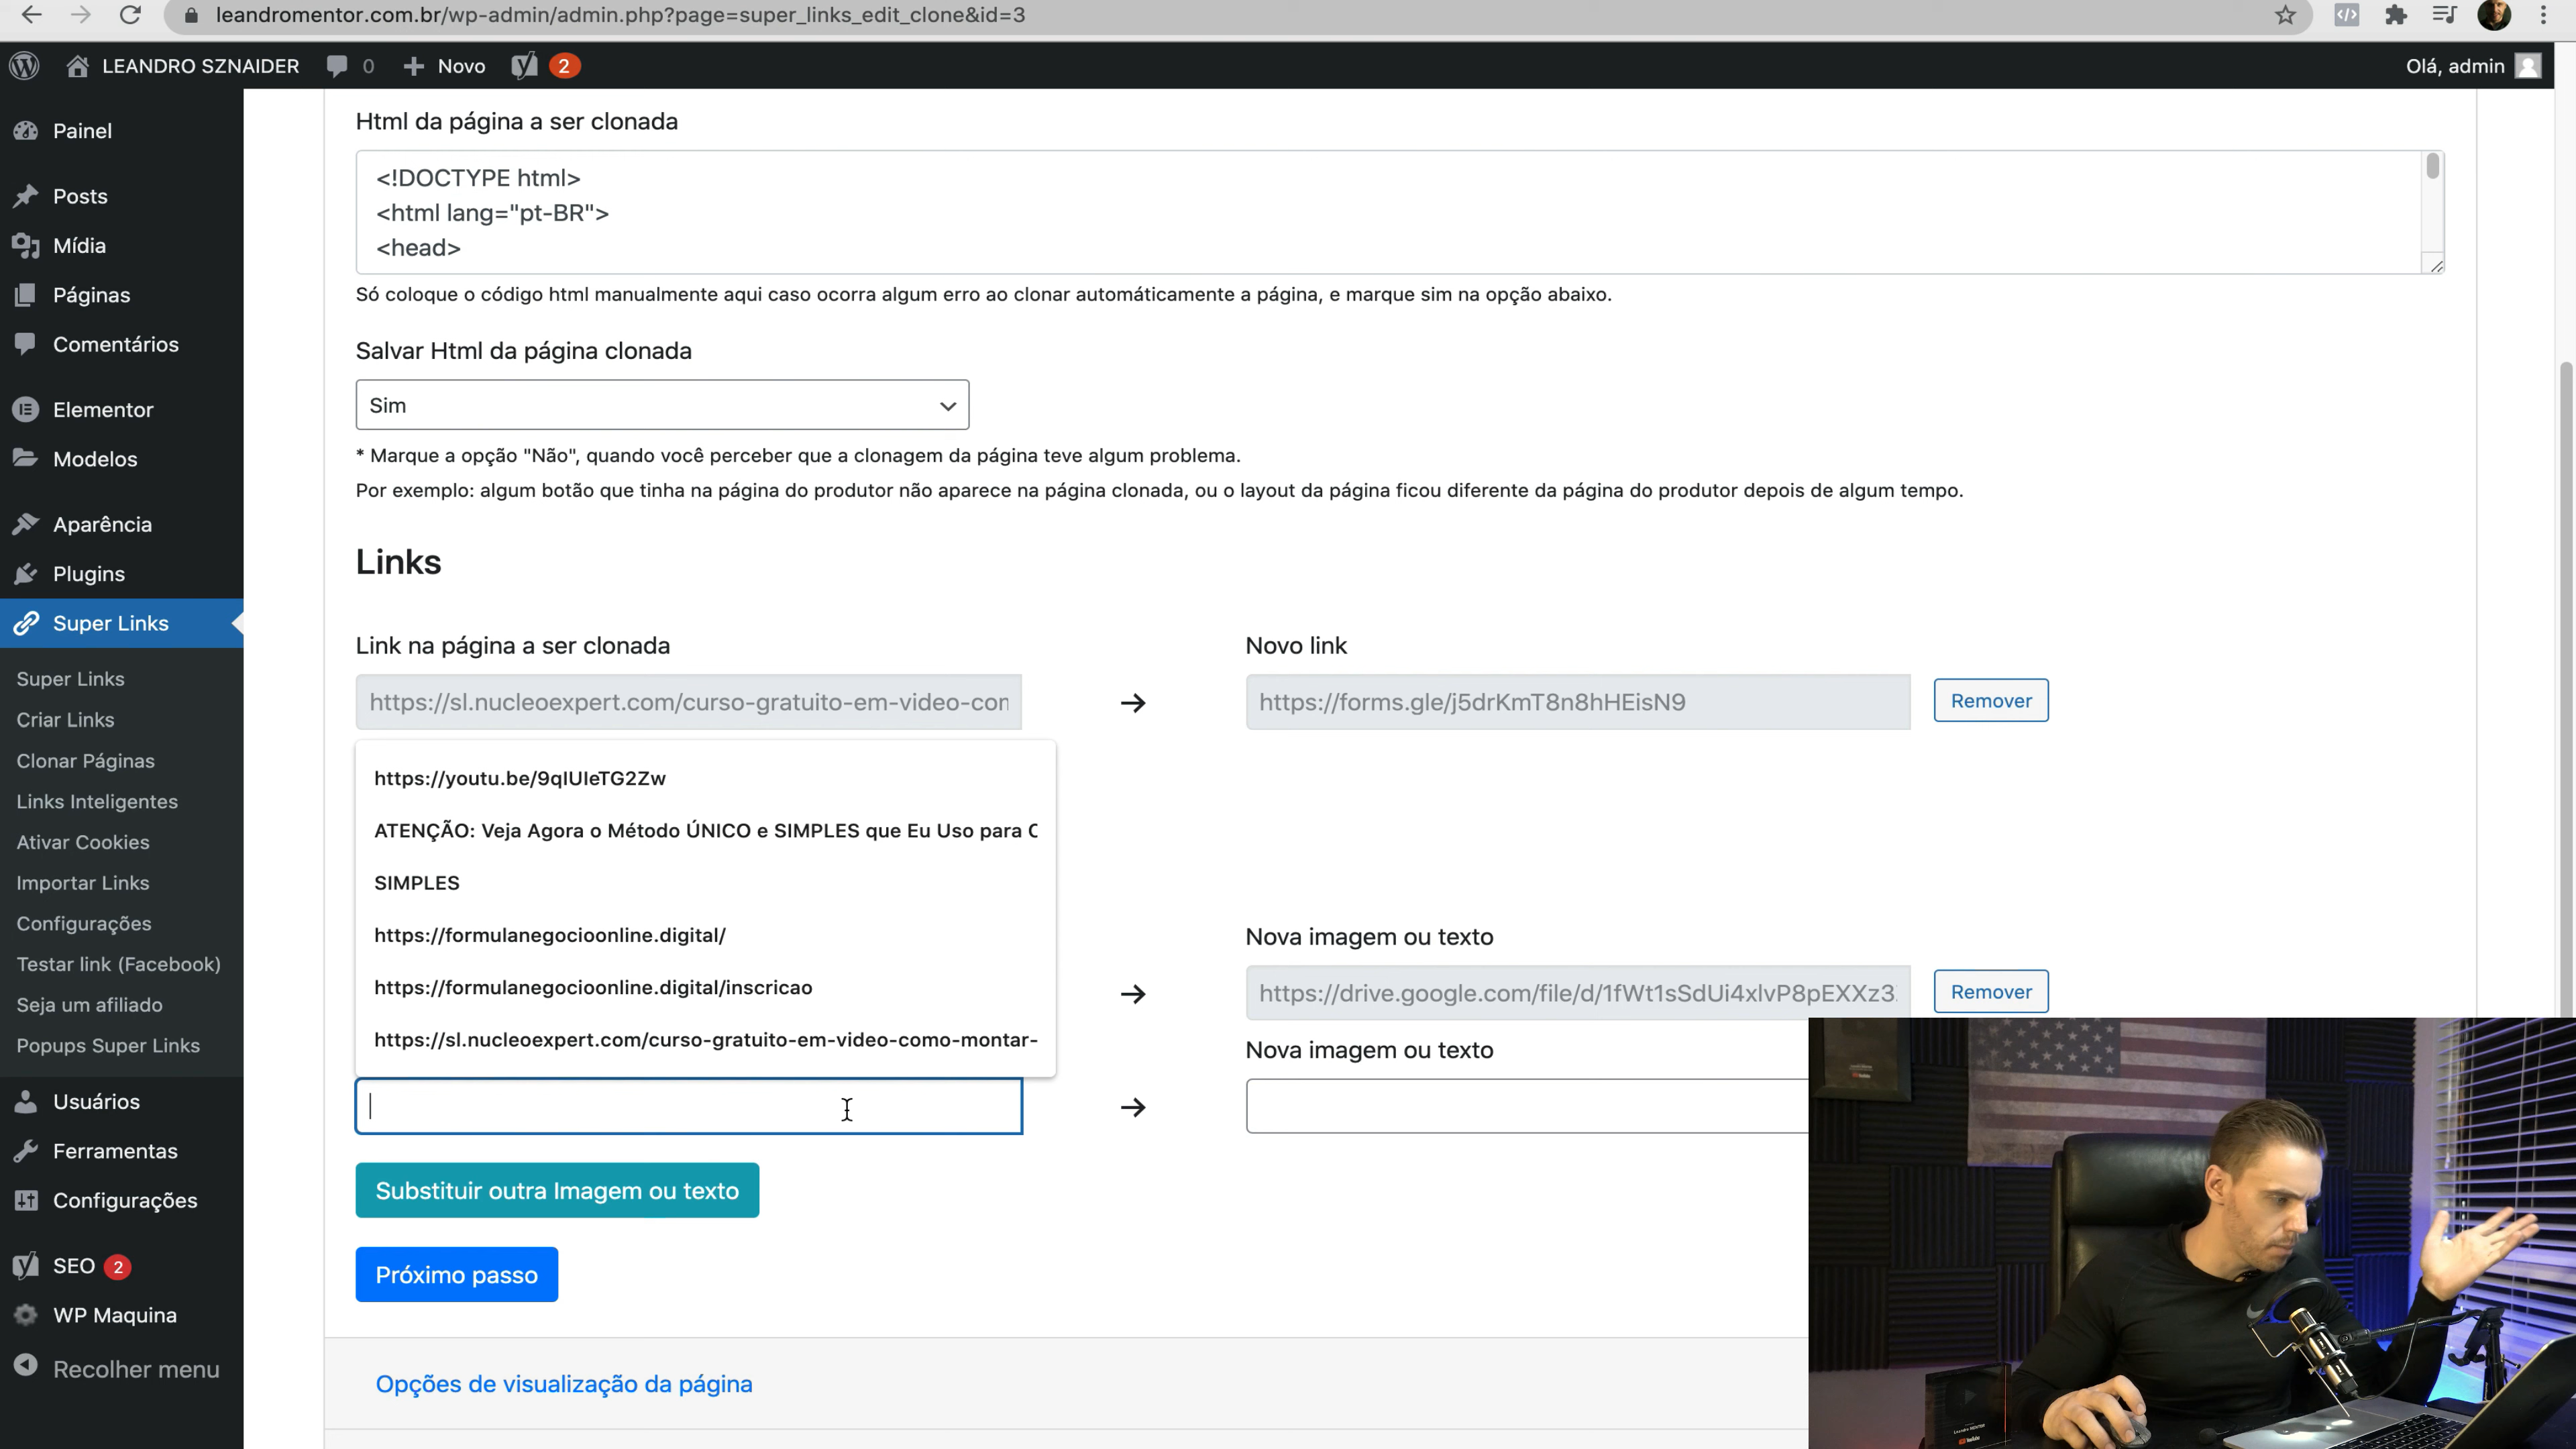 leandromentor.com.br/wp-admin/admin.php?page=super_links_edit_clone&id=3
LEANDRO SZNAIDER
0
Novo
2
Olá, admin
Painel
Posts
Mídia
Páginas
Comentários
Elementor
Modelos
Aparência
Plugins
Super Links
Super Links
Criar Links
Clonar Páginas
Links Inteligentes
Ativar Cookies
Importar Links
Configurações
Testar link (Facebook)
Seja um afiliado
Popups Super Links
Usuários
Ferramentas
Configurações
SEO 2
WP Maquina
Recolher menu
Html da página a ser clonada
<!DOCTYPE html>
<html lang="pt-BR">
<head>
Só coloque o código html manualmente aqui caso ocorra algum erro ao clonar automáticamente a página, e marque sim na opção abaixo.
Salvar Html da página clonada
Sim
* Marque a opção "Não", quando você perceber que a clonagem da página teve algum problema.
Por exemplo: algum botão que tinha na página do produtor não aparece na página clonada, ou o layout da página ficou diferente da página do produtor depois de algum tempo.
Links
Link na página a ser clonada
Novo link
https://sl.nucleoexpert.com/curso-gratuito-em-video-con
https://forms.gle/j5drKmT8n8hHEisN9
Remover
https://youtu.be/9qIUIeTG2Zw
ATENÇÃO: Veja Agora o Método ÚNICO e SIMPLES que Eu Uso para C
SIMPLES
https://formulanegocioonline.digital/
https://formulanegocioonline.digital/inscricao
https://sl.nucleoexpert.com/curso-gratuito-em-video-como-montar-
Nova imagem ou texto
https://drive.google.com/file/d/1fWt1sSdUi4xlvP8pEXXz3
Remover
Nova imagem ou texto
Substituir outra Imagem ou texto
Próximo passo
Opções de visualização da página